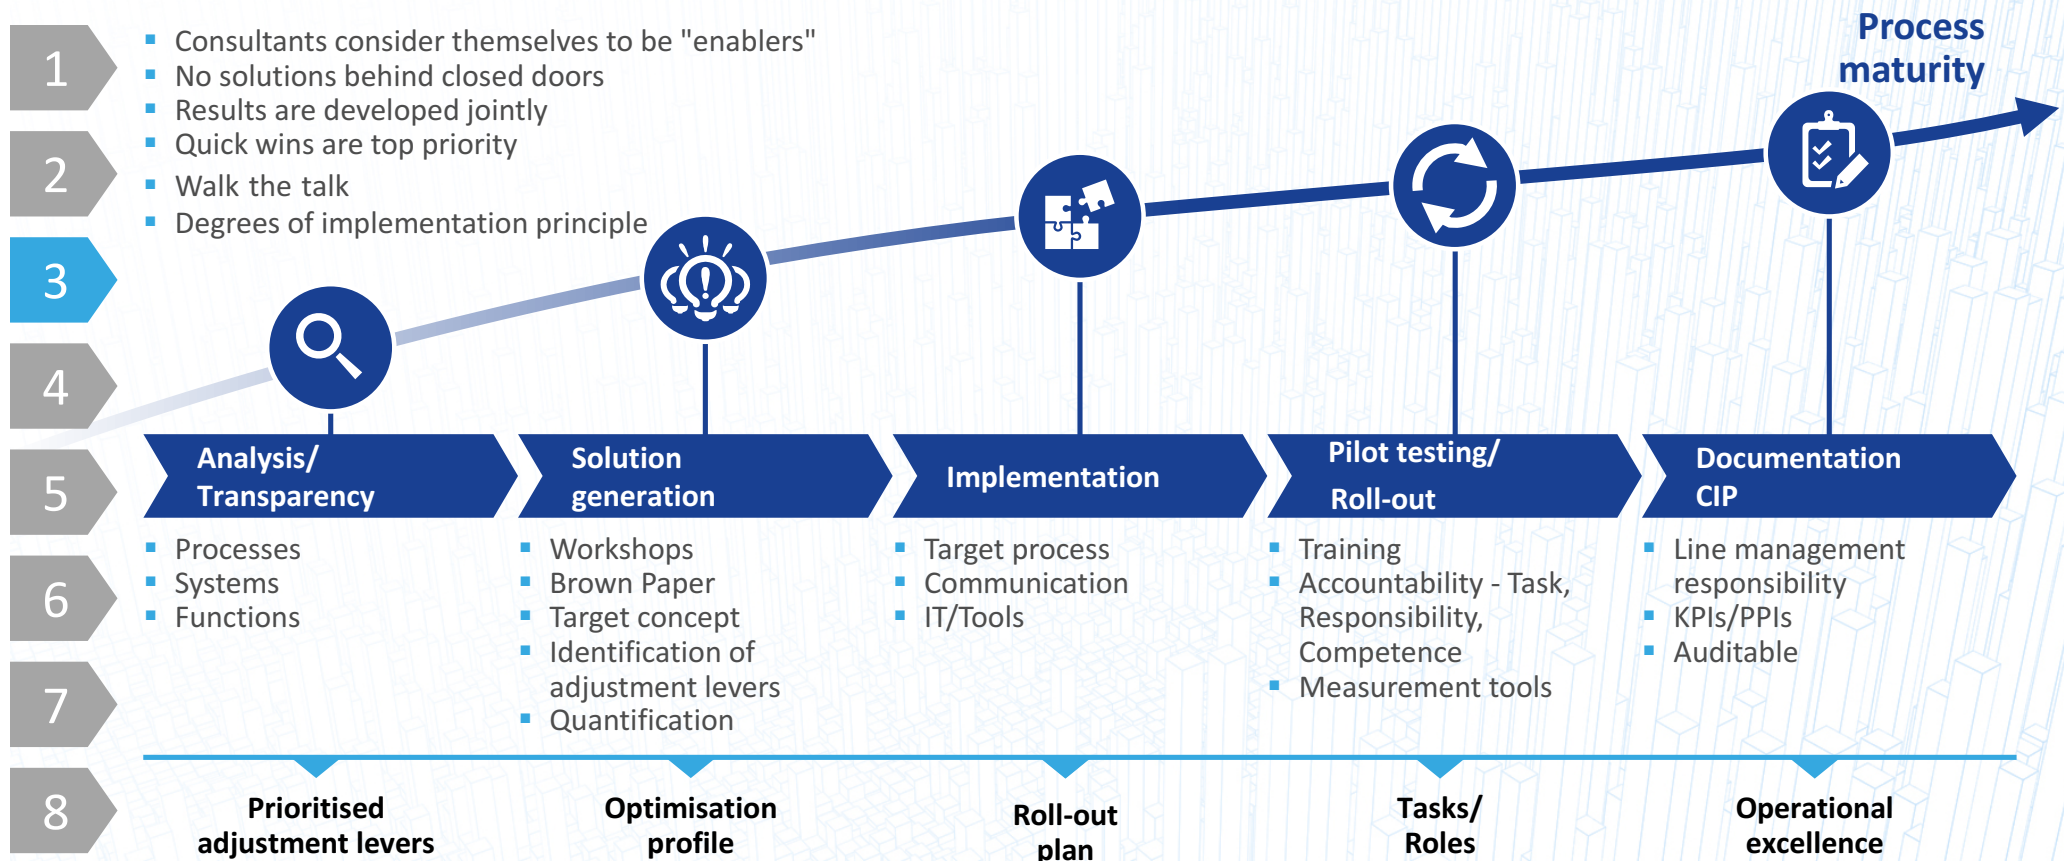 1
2
3
4
5
6
7
8
Consultants consider themselves to be "enablers"
No solutions behind closed doors
Results are developed jointly
Quick wins are top priority
Walk the talk
Degrees of implementation principle
Process
maturity
Analysis/
Transparency
Processes
Systems
Functions
Prioritised
adjustment levers
Solution
generation
Workshops
Brown Paper
Target concept
Identification of
adjustment levers
Quantification
Optimisation
profile
Implementation
Target process
Communication
IT/Tools
Roll-out
plan
Pilot testing/
Roll-out
Training
Accountability - Task,
Responsibility,
Competence
Measurement tools
Tasks/
Roles
Documentation
CIP
Line management
responsibility
KPIs/PPIs
Auditable
Operational
excellence